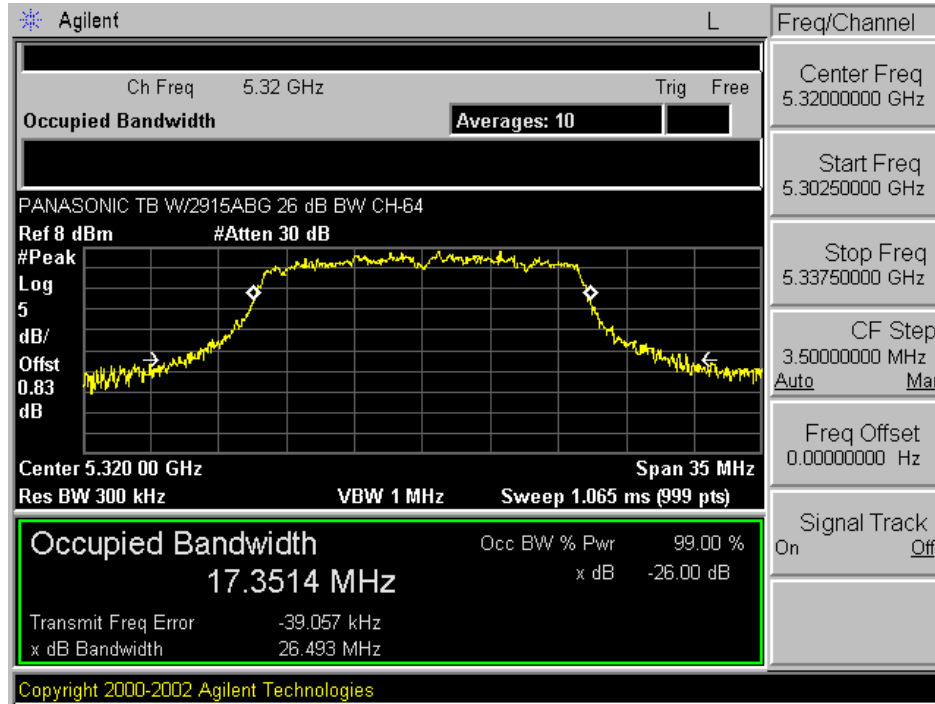 Agilent L
Freq/Channel
Ch Freq 5.32 GHz Trig Free
Occupied Bandwidth Averages: 10
PANASONIC TB W/2915ABG 26 dB BW CH-64
Ref 8 dBm #Atten 30 dB
#Peak
Log
5
dB/
Offst
0.83
dB
Center 5.320 00 GHz Span 35 MHz
Res BW 300 kHz VBW 1 MHz Sweep 1.065 ms (999 pts)
Occupied Bandwidth Occ BW % Pwr 99.00 %
17.3514 MHz x dB -26.00 dB
Transmit Freq Error -39.057 kHz
x dB Bandwidth 26.493 MHz
Copyright 2000-2002 Agilent Technologies
Center Freq
5.32000000 GHz
Start Freq
5.30250000 GHz
Stop Freq
5.33750000 GHz
CF Step
3.50000000 MHz
Auto Mar
Freq Offset
0.00000000 Hz
Signal Track
On Off